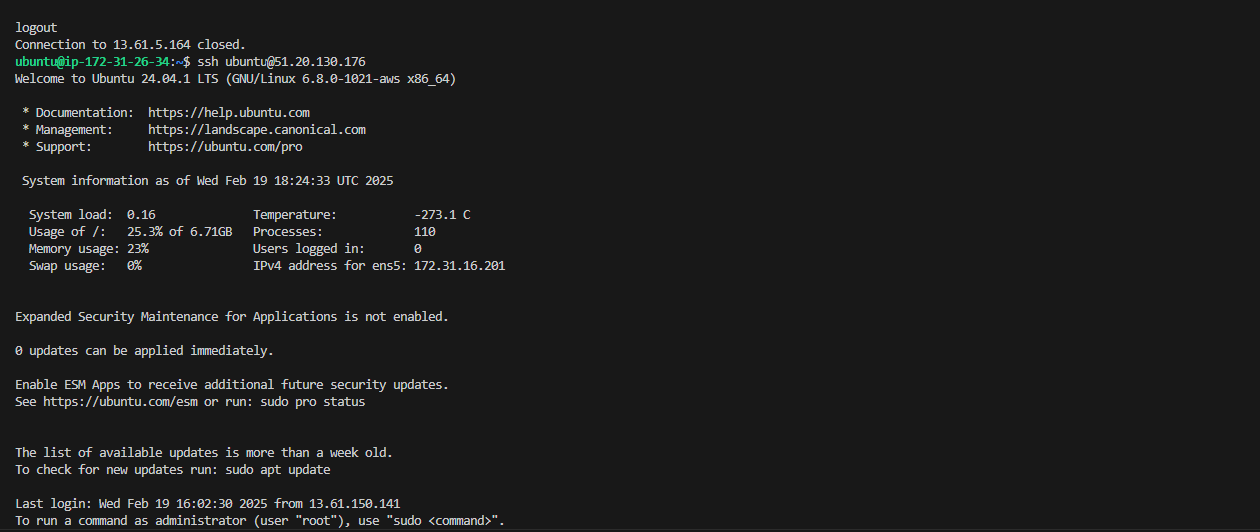 logout
Connection to 13.61.5.164 closed.
ubuntu@ip-172-31-26-34:~$ ssh ubuntu@51.20.130.176
Welcome to Ubuntu 24.04.1 LTS (GNU/Linux 6.8.0-1021-aws x86_64)
* Documentation:  https://help.ubuntu.com
* Management:     https://landscape.canonical.com
* Support:        https://ubuntu.com/pro
System information as of Wed Feb 19 18:24:33 UTC 2025
System load:  0.16               Temperature:           -273.1 C
Usage of /:   25.3% of 6.71GB   Processes:             110
Memory usage: 23%               Users logged in:       0
Swap usage:   0%                IPv4 address for ens5: 172.31.16.201
Expanded Security Maintenance for Applications is not enabled.
0 updates can be applied immediately.
Enable ESM Apps to receive additional future security updates.
See https://ubuntu.com/esm or run: sudo pro status
The list of available updates is more than a week old.
To check for new updates run: sudo apt update
Last login: Wed Feb 19 16:02:30 2025 from 13.61.150.141
To run a command as administrator (user "root"), use "sudo <command>".